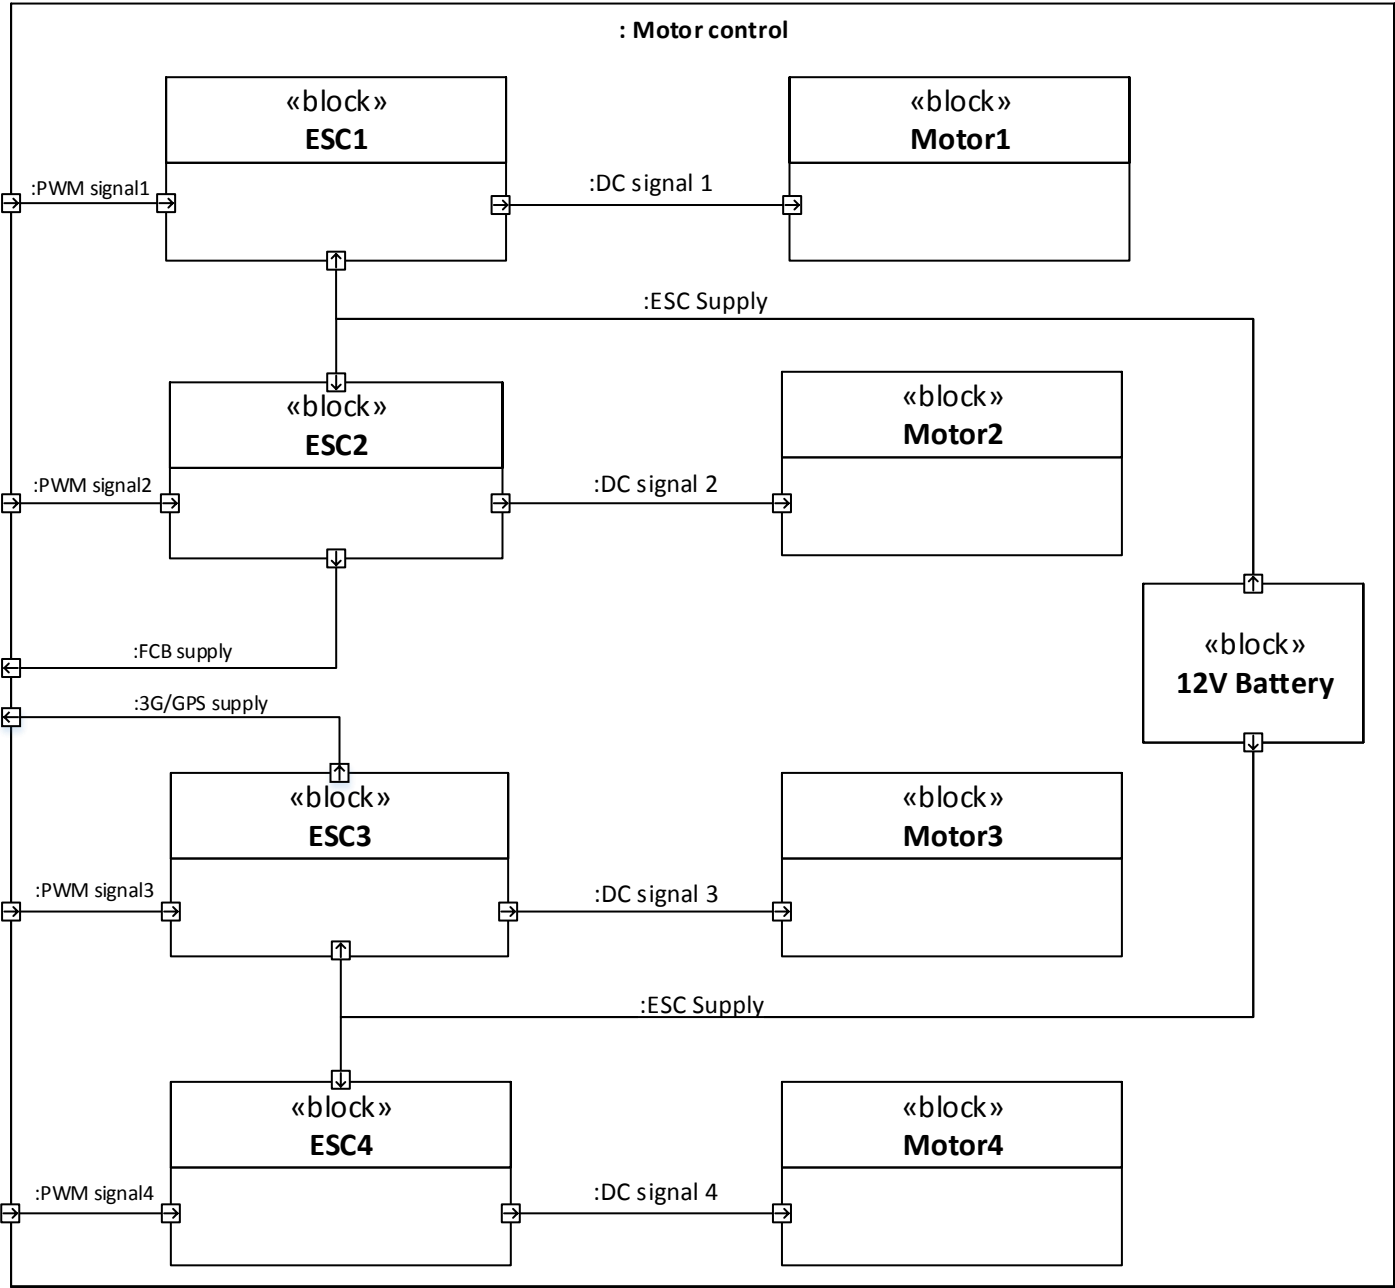 : Motor control
«block»
ESC1
«block»
Motor1
:PWM signal1
:DC signal 1
:ESC Supply
«block»
ESC2
«block»
Motor2
:PWM signal2
:DC signal 2
:FCB supply
«block»
12V Battery
:3G/GPS supply
«block»
ESC3
«block»
Motor3
:PWM signal3
:DC signal 3
:ESC Supply
«block»
ESC4
«block»
Motor4
:PWM signal4
:DC signal 4